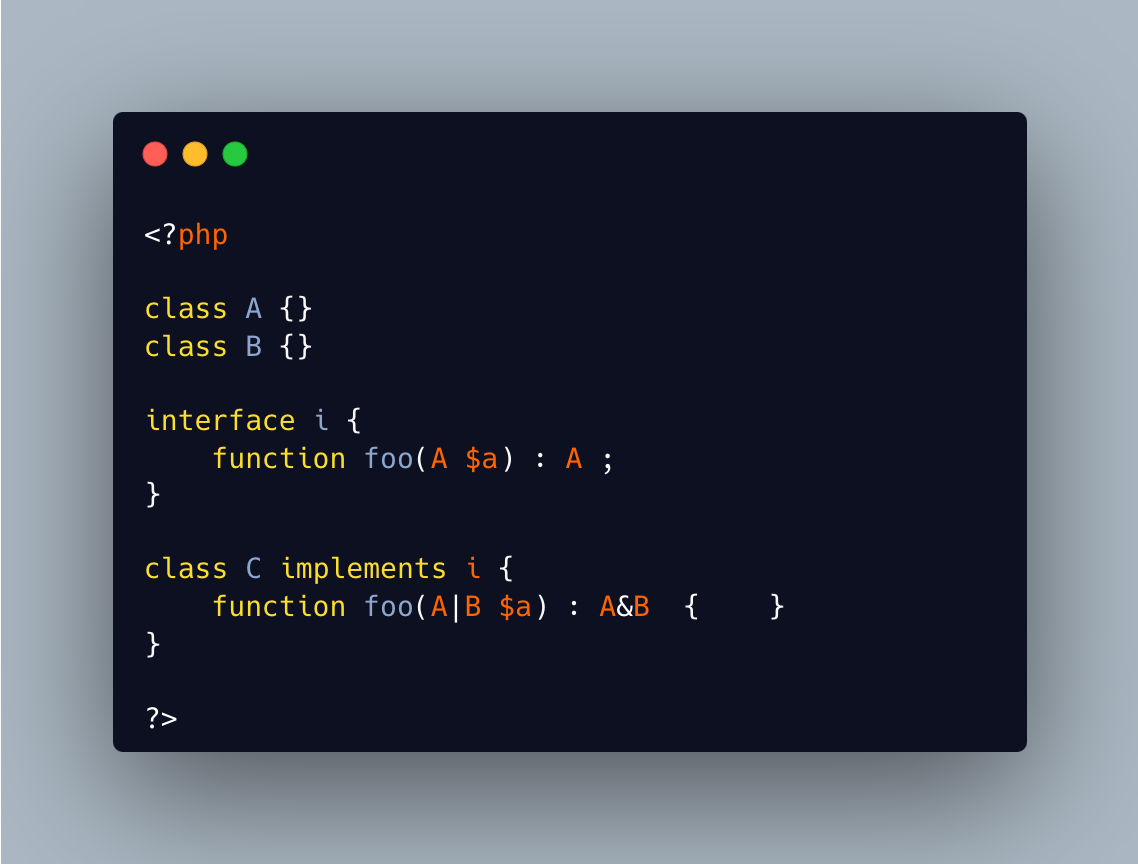 <?php

class A {}
class B {}

interface i {
    function foo(A $a) : A ;
}

class C implements i {
    function foo(A|B $a) : A&B  {    }
}

?>